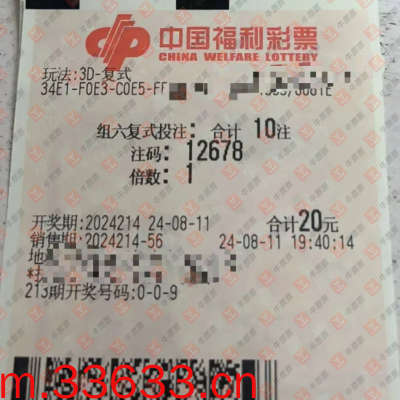 中国福利彩票
CHINA WELFARE LOTTERY
玩法:3D-复式
34E1-F0E3-C0E5-FF
组六复式投注: 合计 10注
注码: 12678
倍数: 1
开奖期:2024214 24-08-11 合计20元
销售期:2024214-56 24-08-11 19:40:14
地
213期开奖号码:0-0-9
m.33633.cn